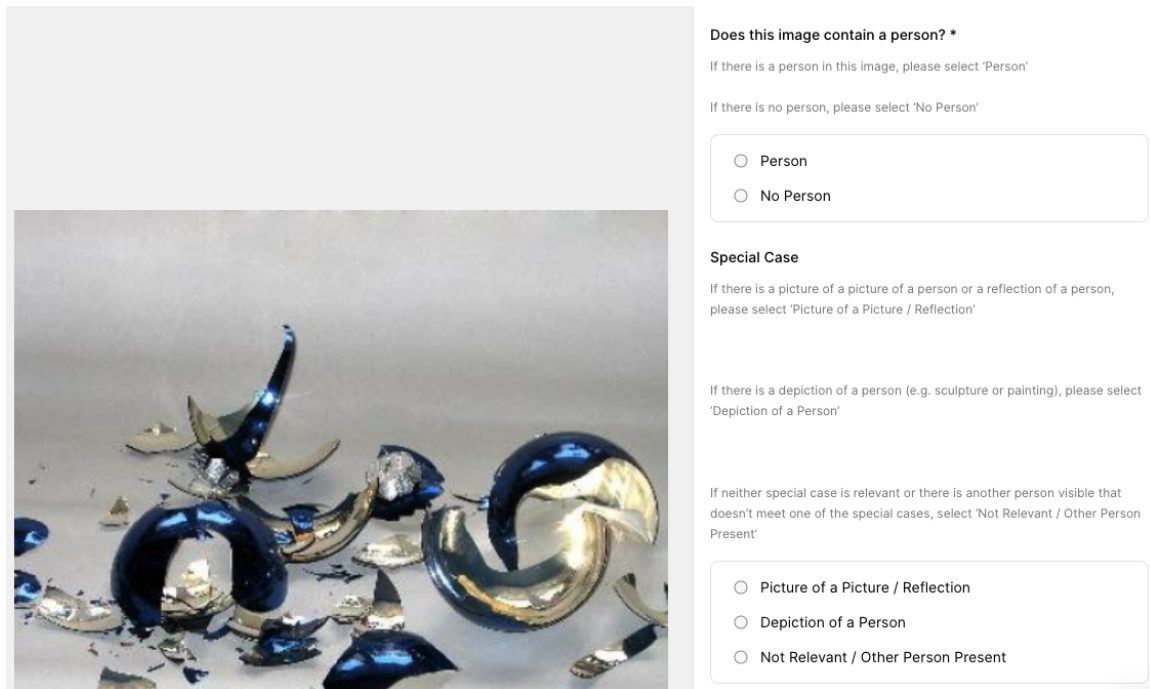 Does this image contain a person? *
If there is a person in this image, please select ‘Person’
If there is no person, please select ‘No Person’
Person
No Person
Special Case
If there is a picture of a picture of a person or a reflection of a person,
please select ‘Picture of a Picture / Reflection’
If there is a depiction of a person (e.g. sculpture or painting), please select
‘Depiction of a Person’
If neither special case is relevant or there is another person visible that
doesn’t meet one of the special cases, select ‘Not Relevant / Other Person
Present’
Picture of a Picture / Reflection
Depiction of a Person
Not Relevant / Other Person Present